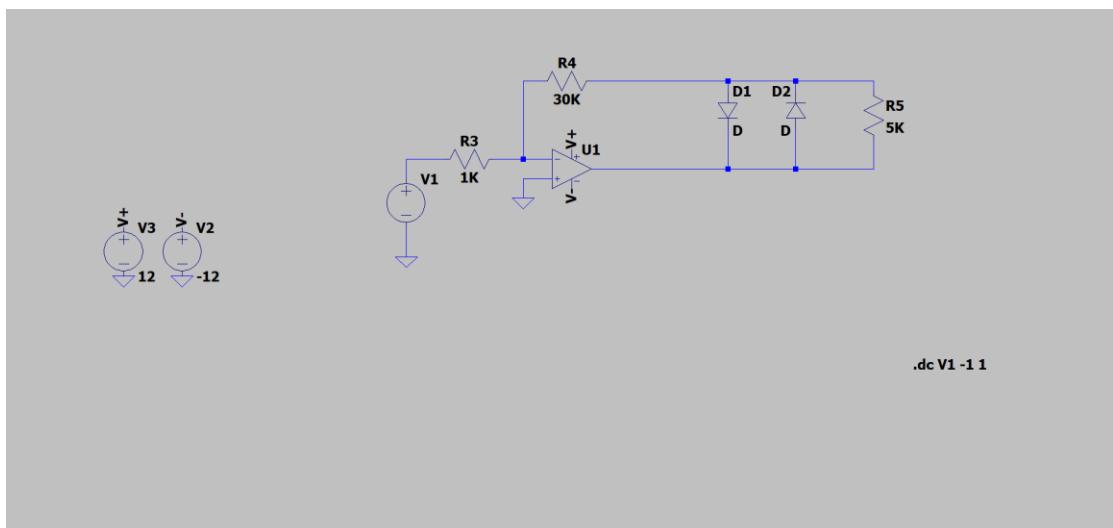 R4
30K
D1
D
D2
D
R5
5K
R3
1K
V+
U1
V-
V1
V+
V3
12
V-
V2
-12
.dc V1 -1 1